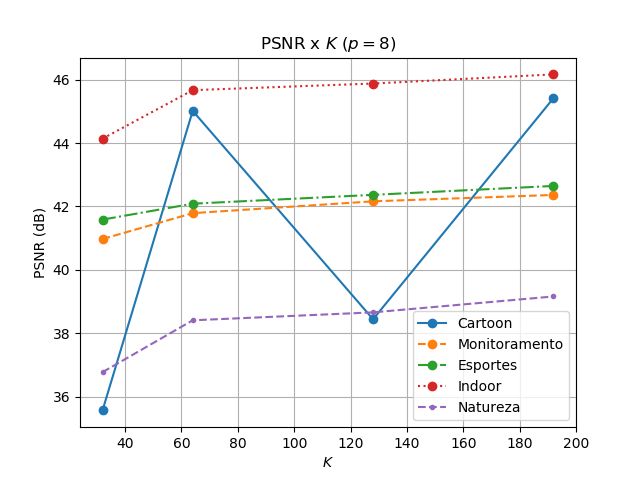 PSNR x K (p = 8)
PSNR (dB)
46
44
42
40
38
36
40 60 80 100 120 140 160 180 200
K
Cartoon
Monitoramento
Esportes
Indoor
Natureza